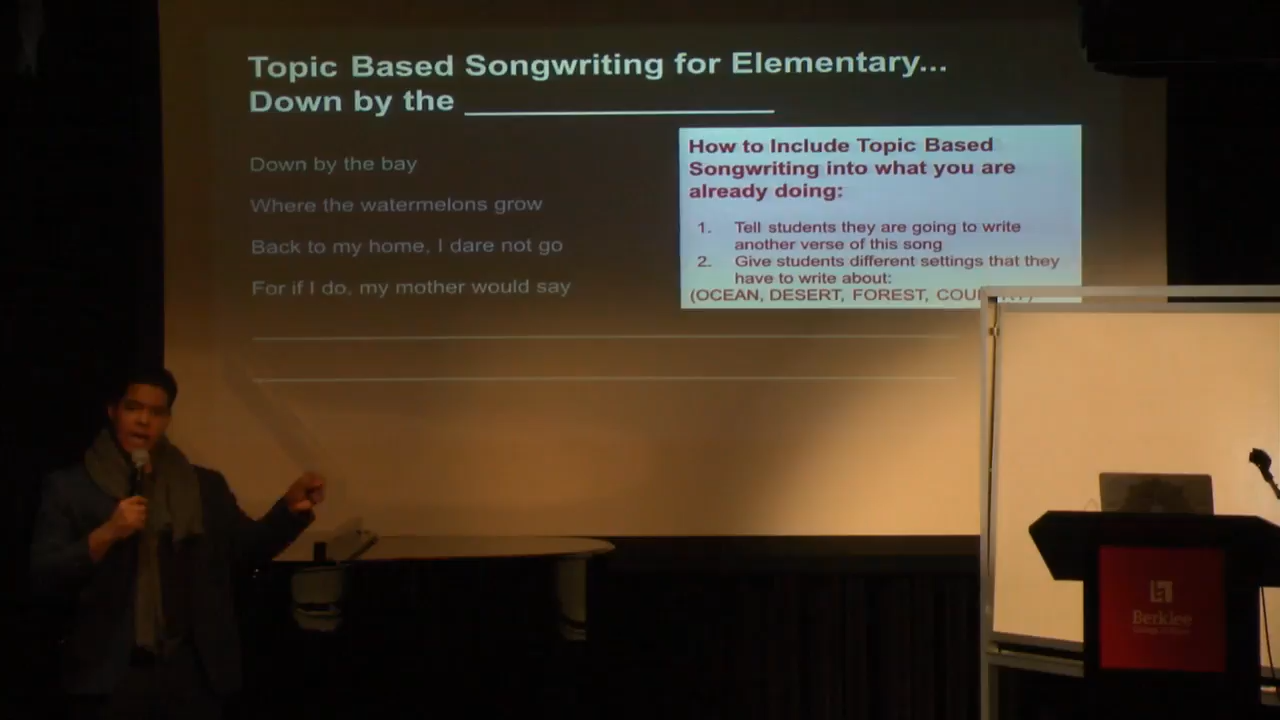 Topic Based Songwriting for Elementary...
Down by the _______________
Down by the bay
Where the watermelons grow
Back to my home, I dare not go
For if I do, my mother would say
How to Include Topic Based
Songwriting into what you are
already doing:
1. Tell students they are going to write
another verse of this song
2. Give students different settings that they
have to write about:
(OCEAN, DESERT, FOREST,
Berklee